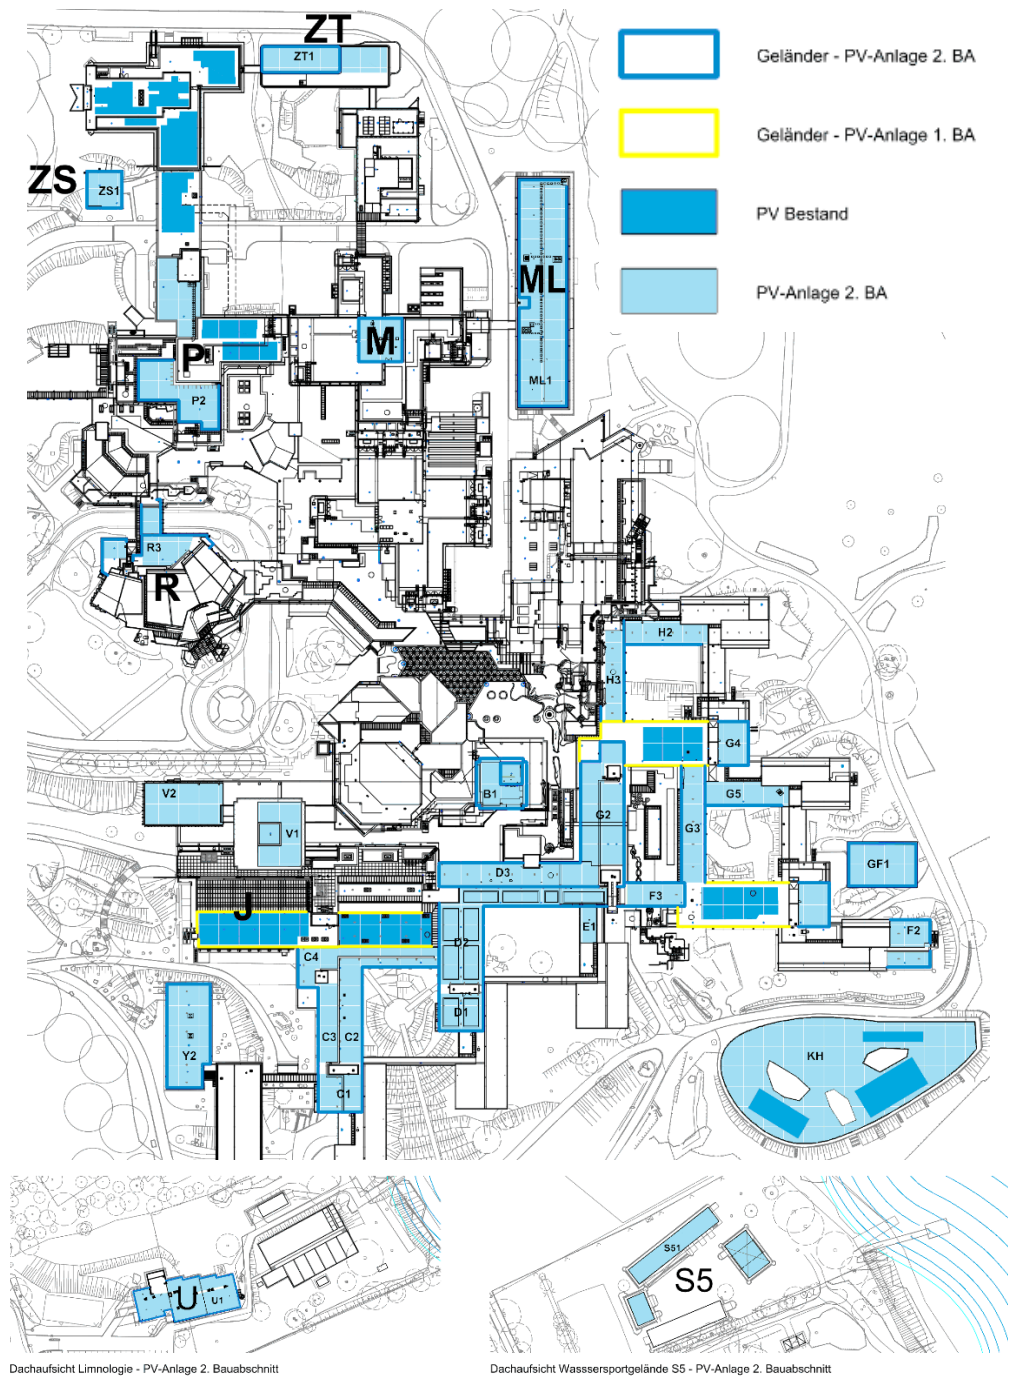 ZT
ZT1
Geländer - PV-Anlage 2. BA
Geländer - PV-Anlage 1. BA
ZS
ZS1
PV Bestand
ML
PV-Anlage 2. BA
P
M
ML1
P2
R3
R
H2
H3
G4
V2
B1
G5
V1
G2
G3
GF1
D3
F3
J
E1
F2
D2
C4
D1
C3
C2
Y2
KH
C1
S51
S5
U
U1
Dachaufsicht Limnologie - PV-Anlage 2. Bauabschnitt
Dachaufsicht Wasssersportgelände S5 - PV-Anlage 2. Bauabschnitt